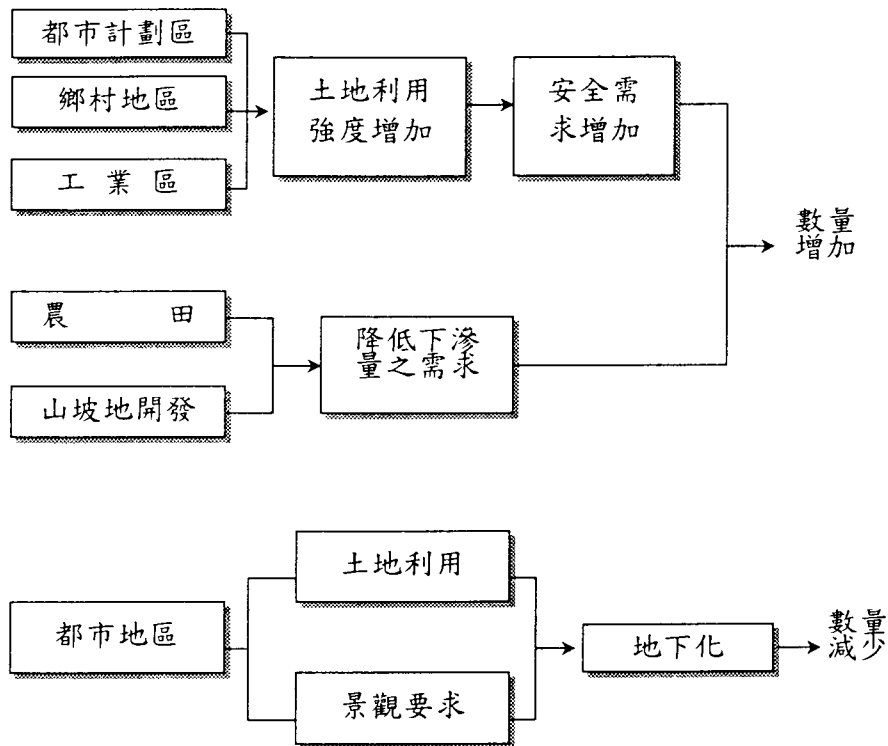 都市計劃區
鄉村地區
工業區
土地利用
強度增加
安全需
求增加
數量
增加
農田
山坡地開發
降低下滲
量之需求
都市地區
土地利用
景觀要求
地下化
數量
減少